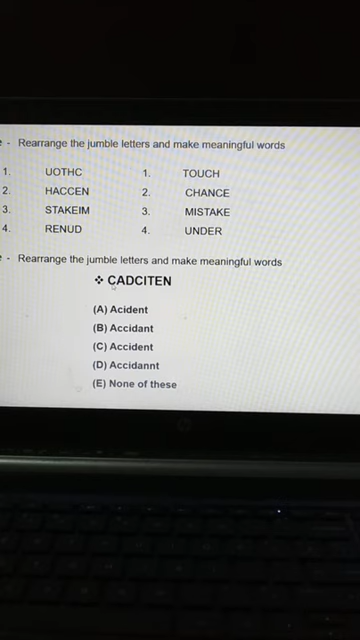 - Rearrange the jumble letters and make meaningful words
1. UOTHC 1. TOUCH
2. HACCEN 2. CHANCE
3. STAKEIM 3. MISTAKE
4. RENUD 4. UNDER
- Rearrange the jumble letters and make meaningful words
❖ CADCITEN
(A) Acident
(B) Accidant
(C) Accident
(D) Accidannt
(E) None of these